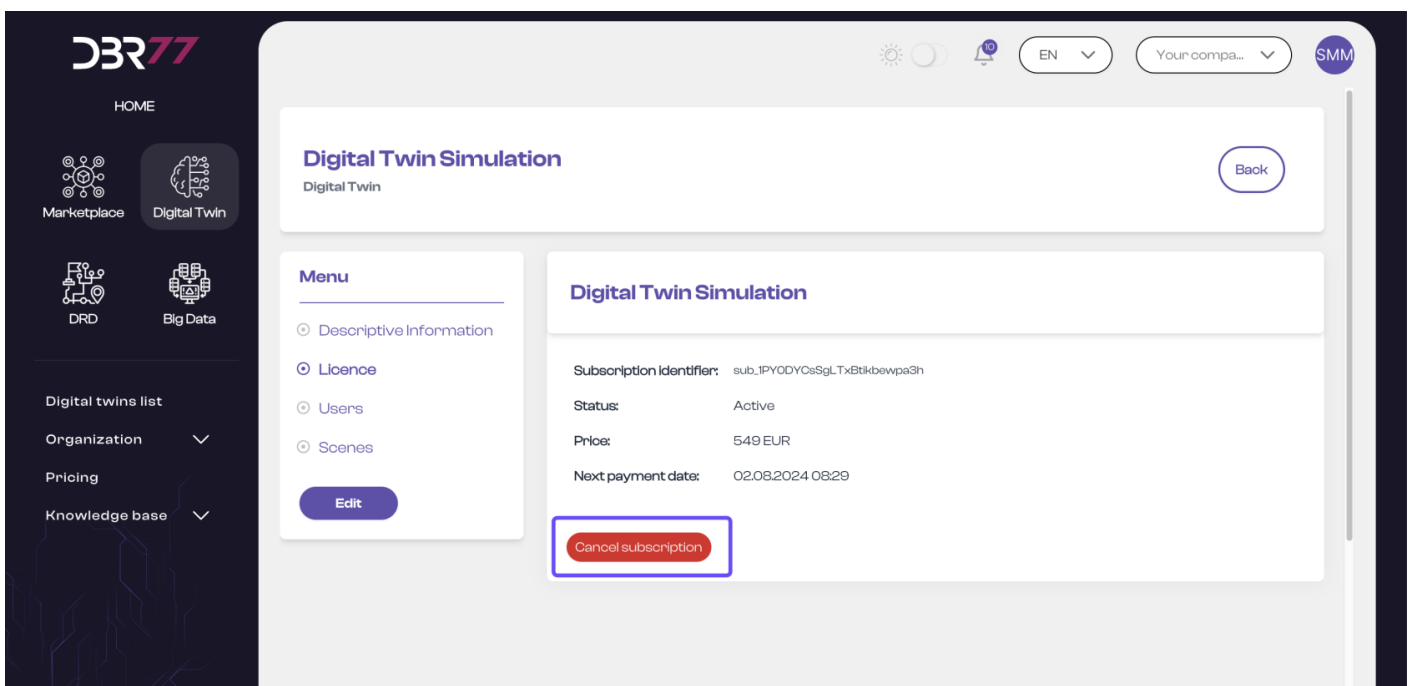 DBR77
10
EN
Your compa...
SMM
HOME
Marketplace
Digital Twin
DRD
Big Data
Digital twins list
Organization
Pricing
Knowledge base
Digital Twin Simulation
Digital Twin
Back
Menu
Descriptive Information
Licence
Users
Scenes
Edit
Digital Twin Simulation
Subscription identifier: sub_1PY0DYCsSgLTxBtikbewpa3h
Status: Active
Price: 549 EUR
Next payment date: 02.08.2024 08:29
Cancel subscription